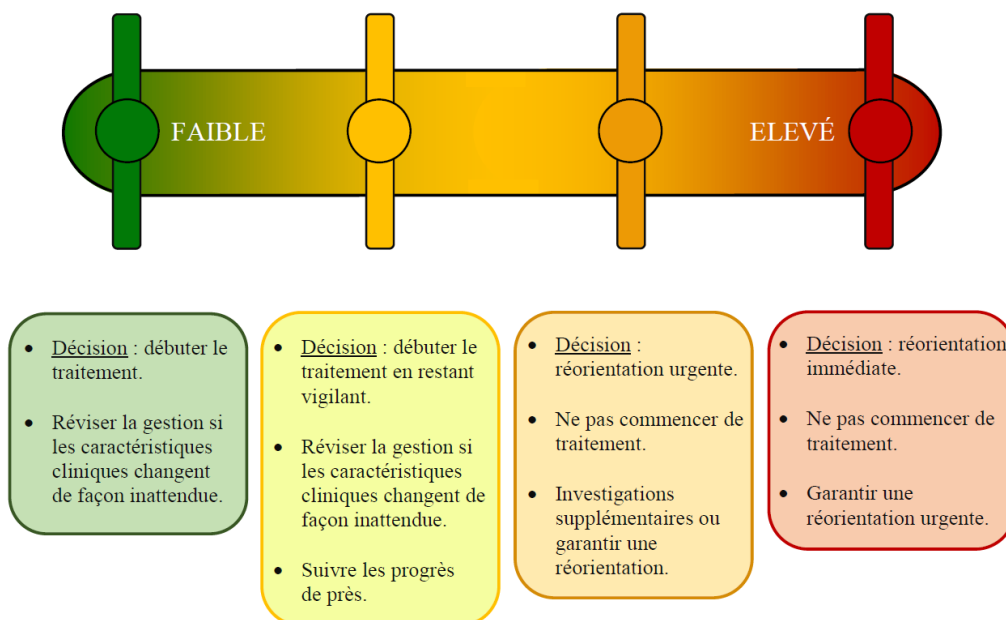 FAIBLE
ELEVÉ
• Décision : débuter le
traitement.
• Réviser la gestion si
les caractéristiques
cliniques changent
de façon inattendue.
• Décision : débuter le
traitement en restant
vigilant.
• Réviser la gestion si
les caractéristiques
cliniques changent de
façon inattendue.
• Suivre les progrès
de près.
• Décision :
réorientation urgente.
• Ne pas commencer de
traitement.
• Investigations
supplémentaires ou
garantir une
réorientation.
• Décision : réorientation
immédiate.
• Ne pas commencer de
traitement.
• Garantir une
réorientation urgente.